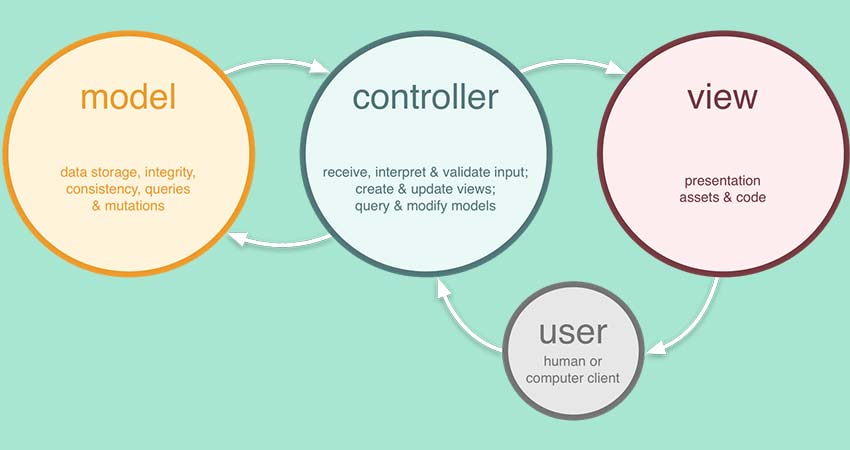 model
data storage, integrity,
consistency, queries
& mutations
controller
receive, interpret & validate input;
create & update views;
query & modify models
view
presentation
assets & code
user
human or
computer client